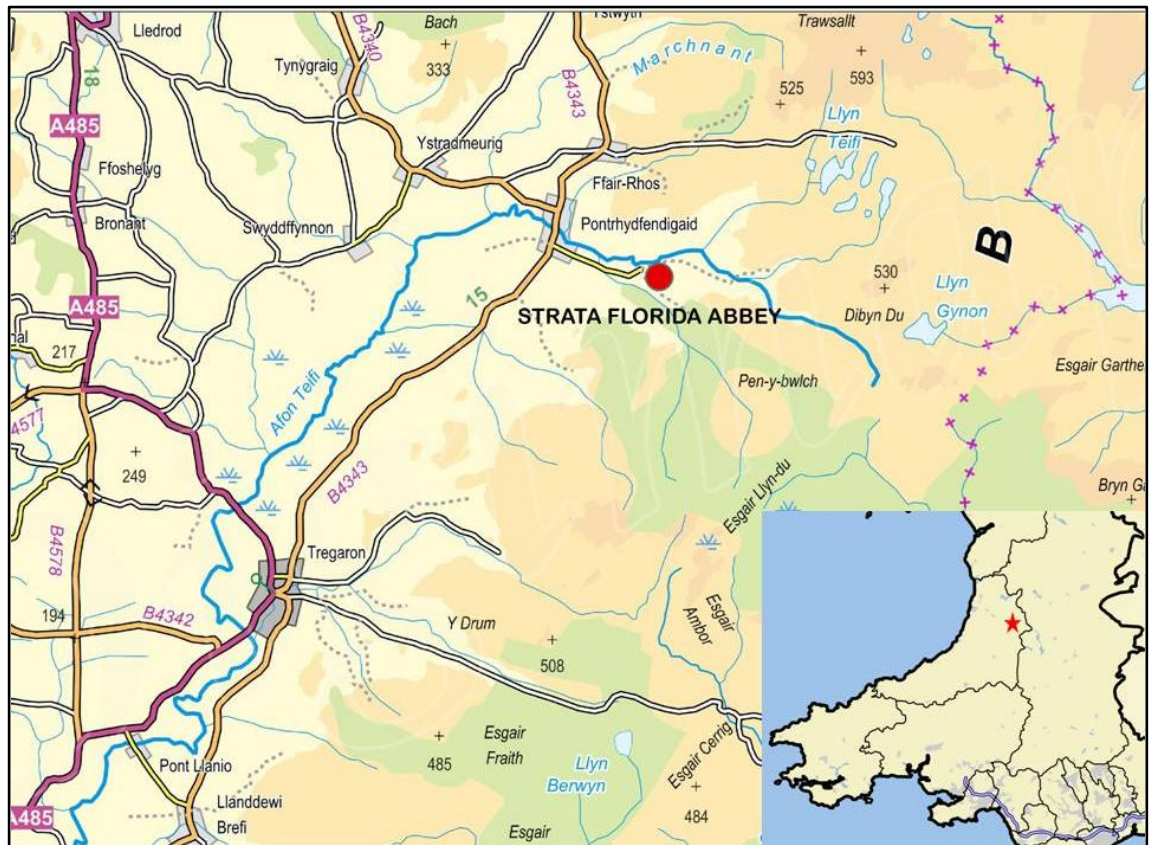 Lledrod
Bach
333
Ystwyth
Trawsallt
B4340
Tynygraig
Marchnant
593
525
18
B4343
A485
Ystradmeurig
Llyn
Teifi
Ffoshelyg
Ffair-Rhos
Bronant
Swyddffynnon
Pontrhydfendigaid
B
530
Llyn
Gynon
A485
15
STRATA FLORIDA ABBEY
Dibyn Du
217
Esgair Garthe
Pen-y-bwlch
Afon Teifi
4577
249
B4343
Esgair Llyn-du
Bryn Ga
B4578
Tregaron
194
B4342
Y Drum
Esgair
Ambor
508
Esgair
Fraith
485
Esgair Cerrig
Pont Llanio
Llyn
Berwyn
484
A485
Llanddewi
Brefi
Esgair